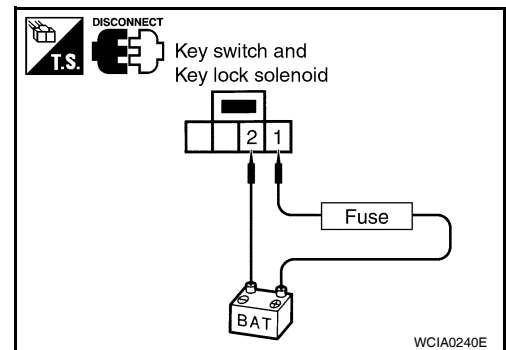 DISCONNECT
T.S.
Key switch and
Key lock solenoid
2 1
Fuse
⊖ ⊕
BAT
WCIA0240E